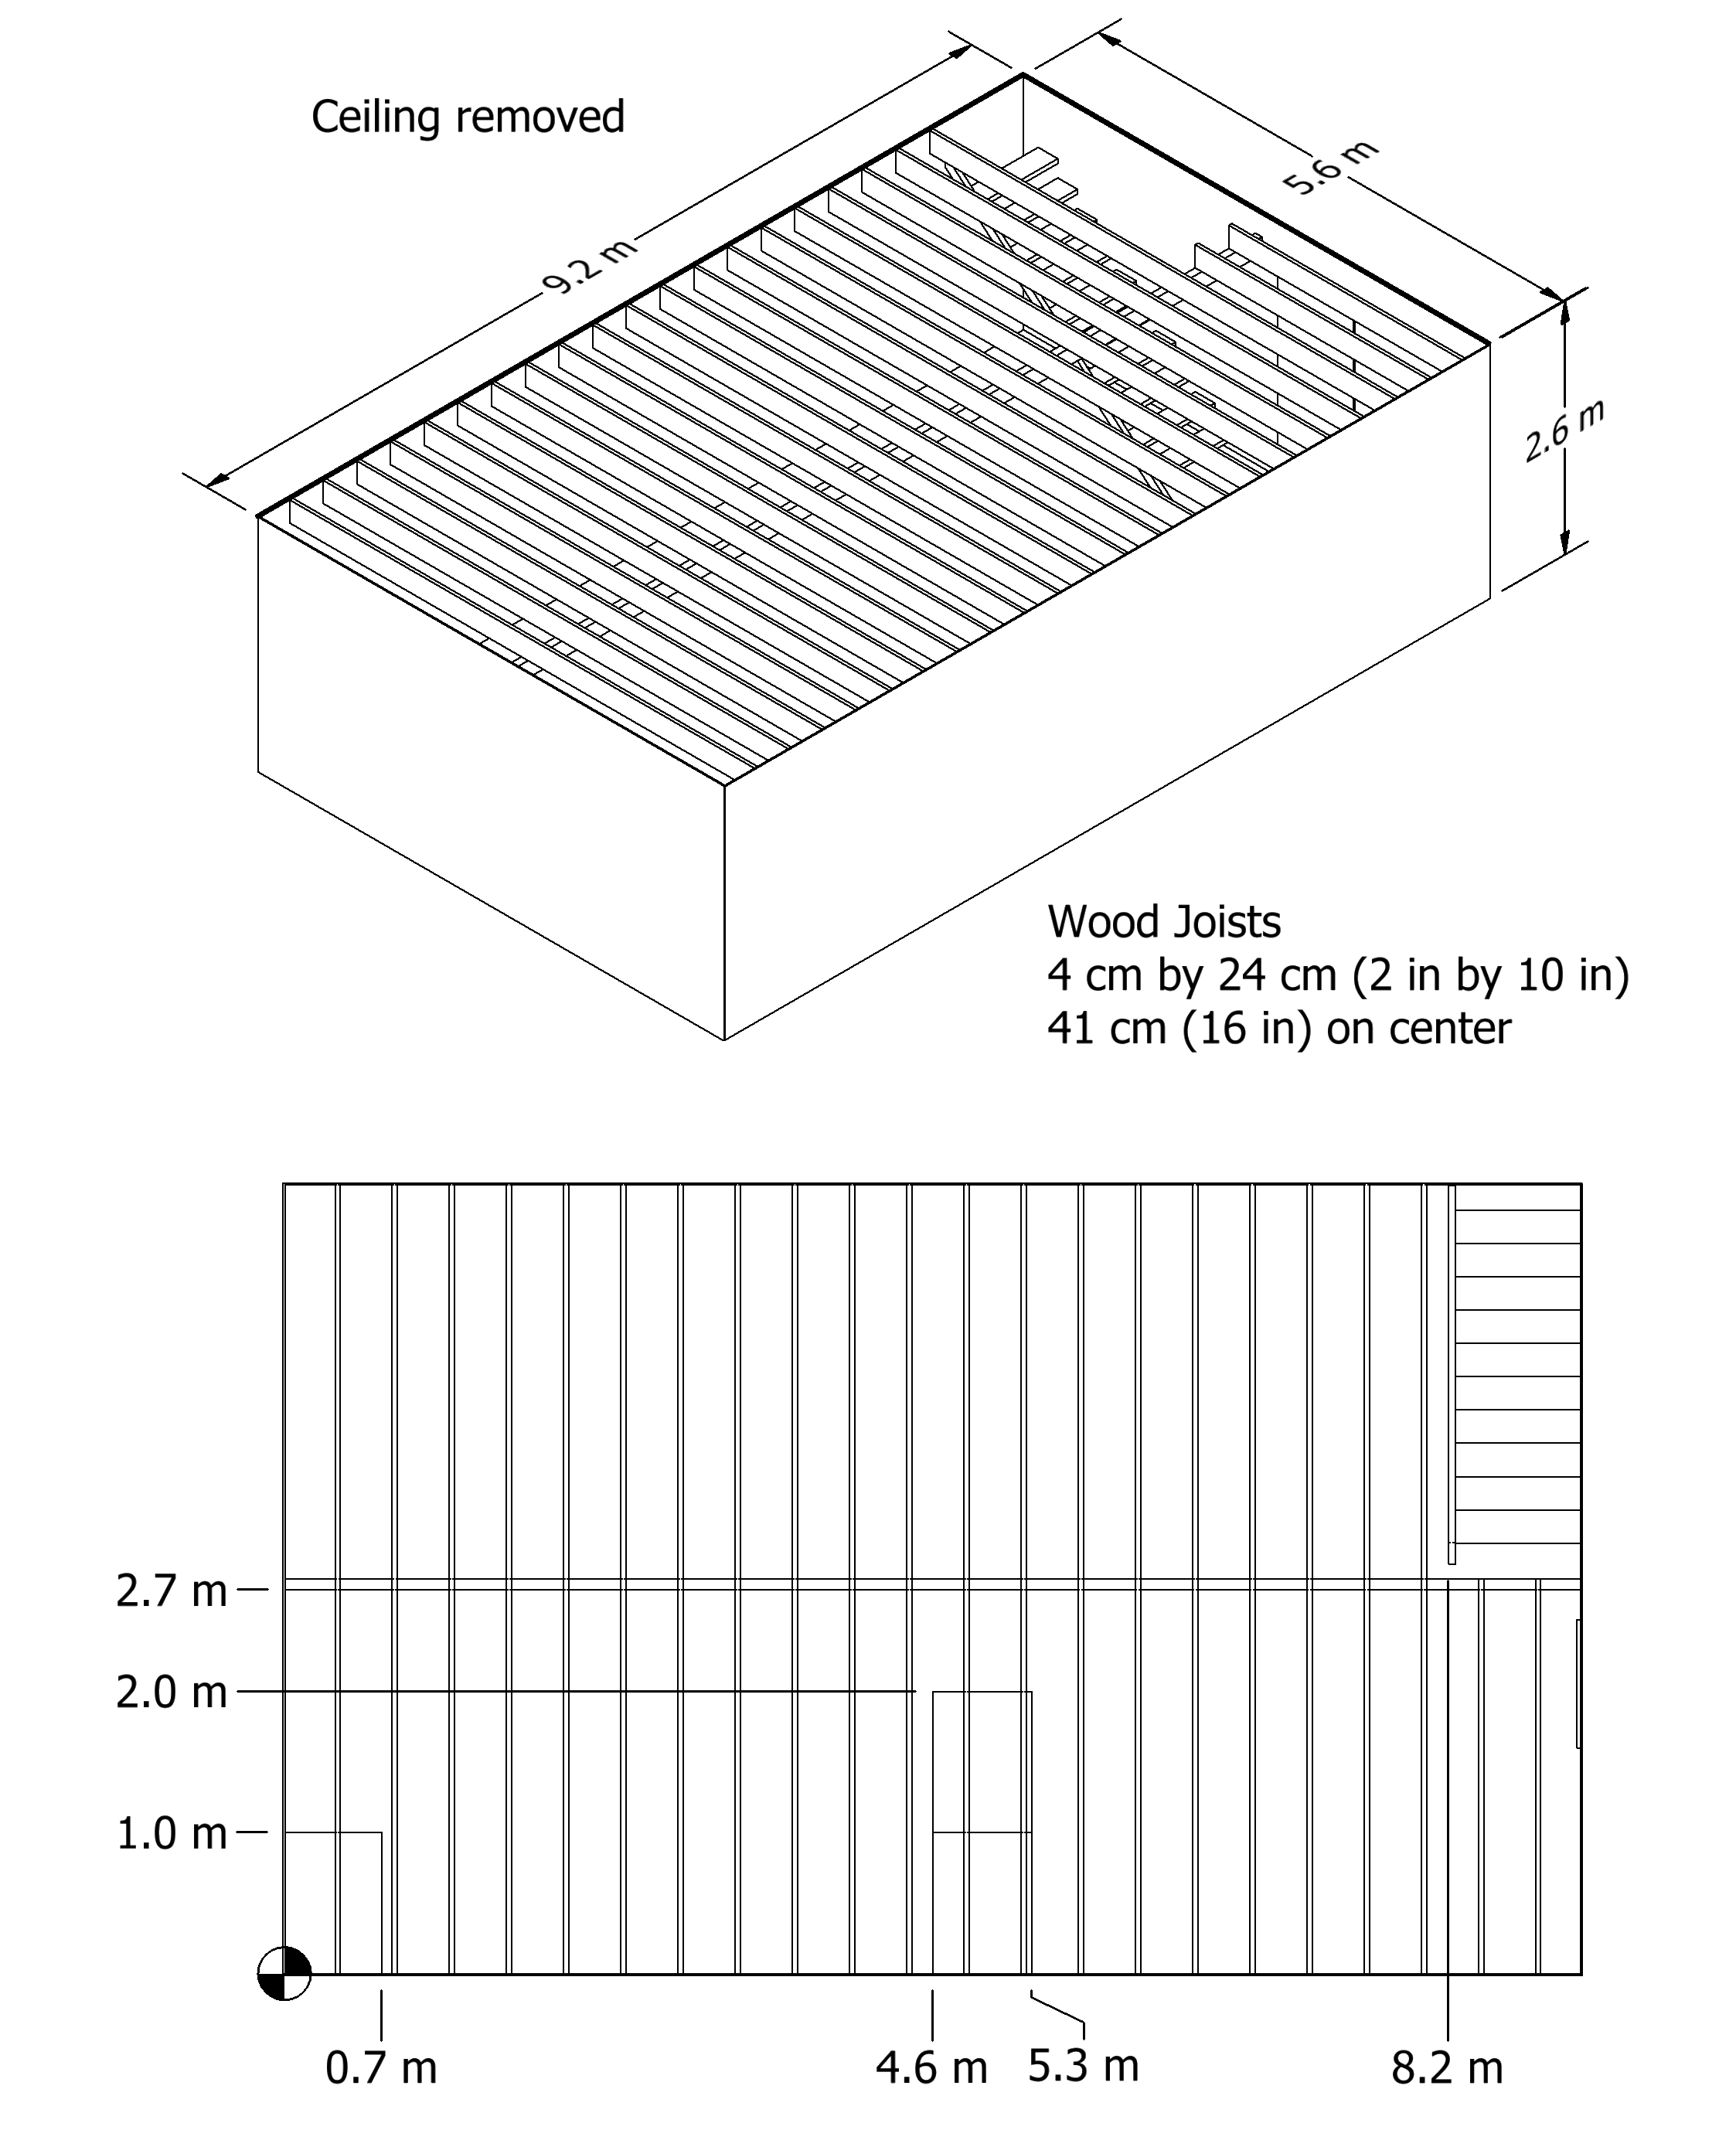 Ceiling removed
5.6 m
9.2 m
2.6 m
Wood Joists
4 cm by 24 cm (2 in by 10 in)
41 cm (16 in) on center
2.7 m
2.0 m
1.0 m
0.7 m
4.6 m
5.3 m
8.2 m